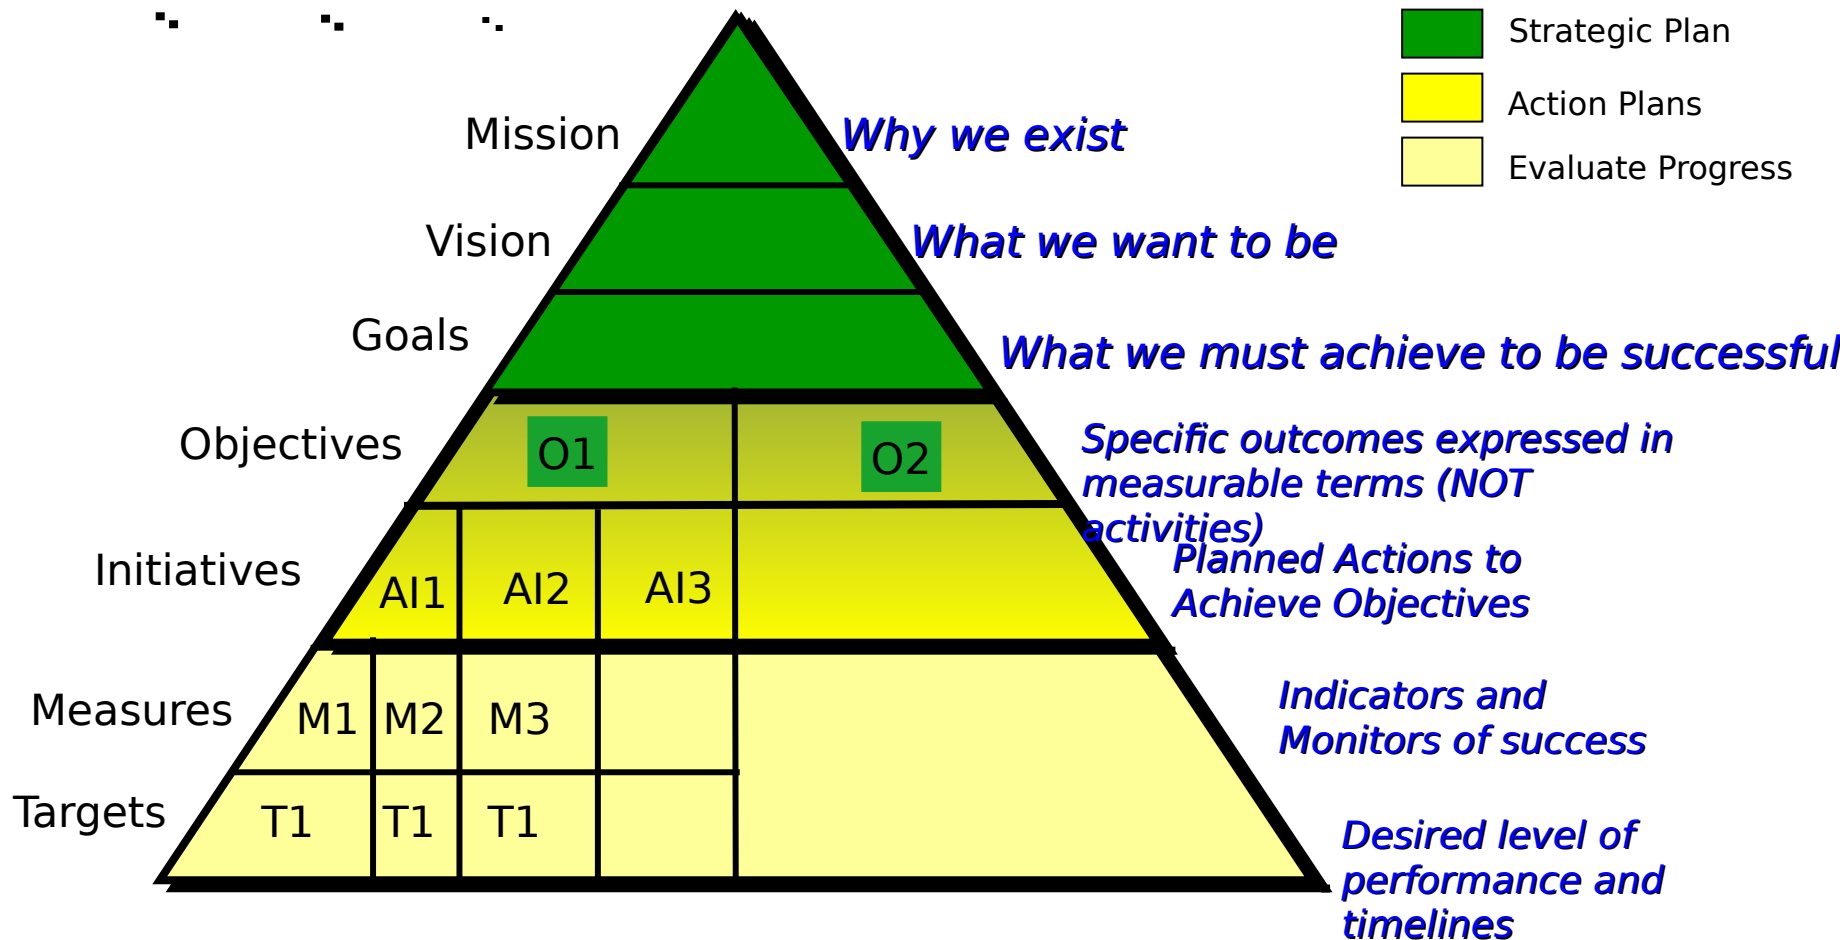 Strategic Plan
Action Plans
Evaluate Progress
Mission
Why we exist
Vision
What we want to be
Goals
What we must achieve to be successful
Objectives
O1
O2
Specific outcomes expressed in
measurable terms (NOT
activities)
Initiatives
AI1
AI2
AI3
Planned Actions to
Achieve Objectives
Measures
M1
M2
M3
Indicators and
Monitors of success
Targets
T1
T1
T1
Desired level of
performance and
timelines